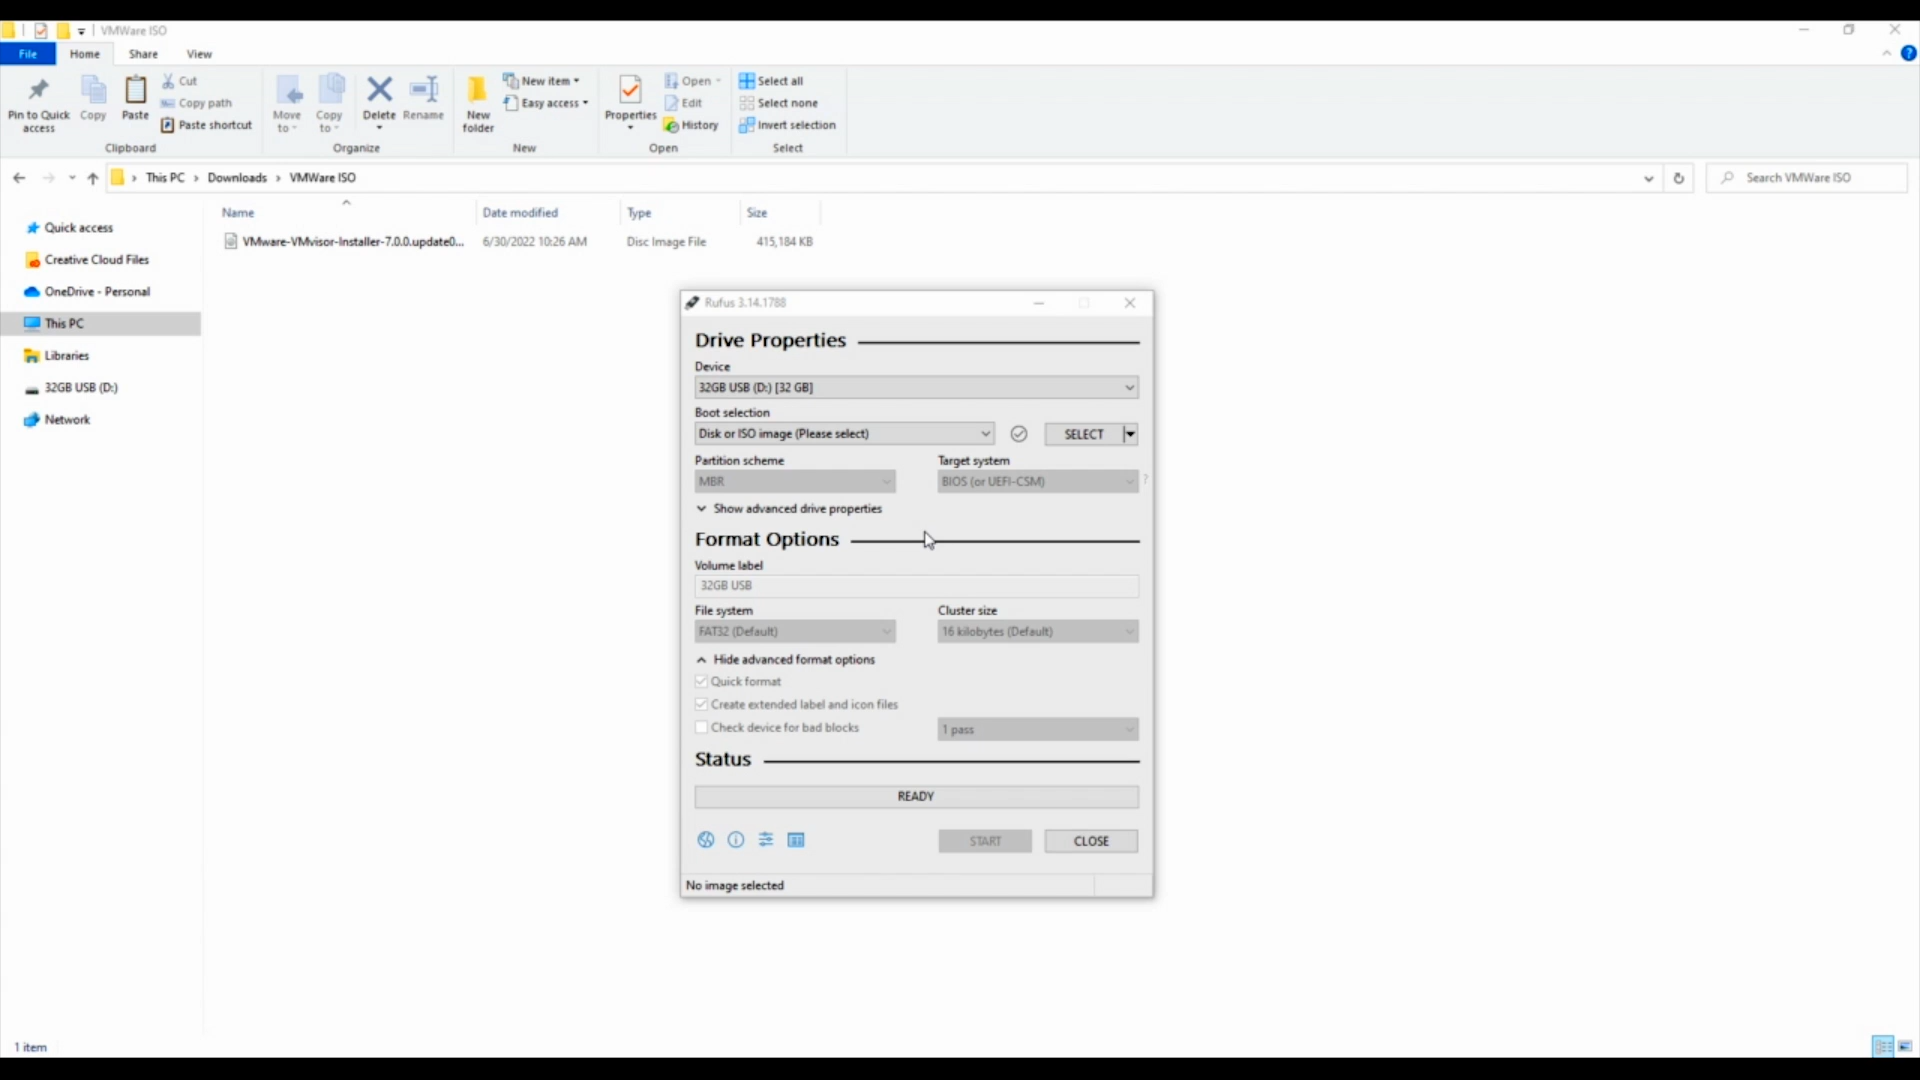 VMWare ISO
File Home Share View
Pin to Quick access
Copy
Paste
Cut
Copy path
Paste shortcut
Clipboard
Move to
Copy to
Delete
Rename
Organize
New folder
New item
Easy access
New
Properties
Open
Edit
History
Open
Select all
Select none
Invert selection
Select
This PC › Downloads › VMWare ISO
Search VMWare ISO
Name Date modified Type Size
VMware-VMvisor-Installer-7.0.0.update0... 6/30/2022 10:26 AM Disc Image File 415,184 KB
Quick access
Creative Cloud Files
OneDrive - Personal
This PC
Libraries
32GB USB (D:)
Network
Rufus 3.14.1788
Drive Properties
Device
32GB USB (D:) [32 GB]
Boot selection
Disk or ISO image (Please select) SELECT
Partition scheme Target system
MBR BIOS (or UEFI-CSM) ?
Show advanced drive properties
Format Options
Volume label
32GB USB
File system Cluster size
FAT32 (Default) 16 kilobytes (Default)
Hide advanced format options
Quick format
Create extended label and icon files
Check device for bad blocks 1 pass
Status
READY
START CLOSE
No image selected
1 item